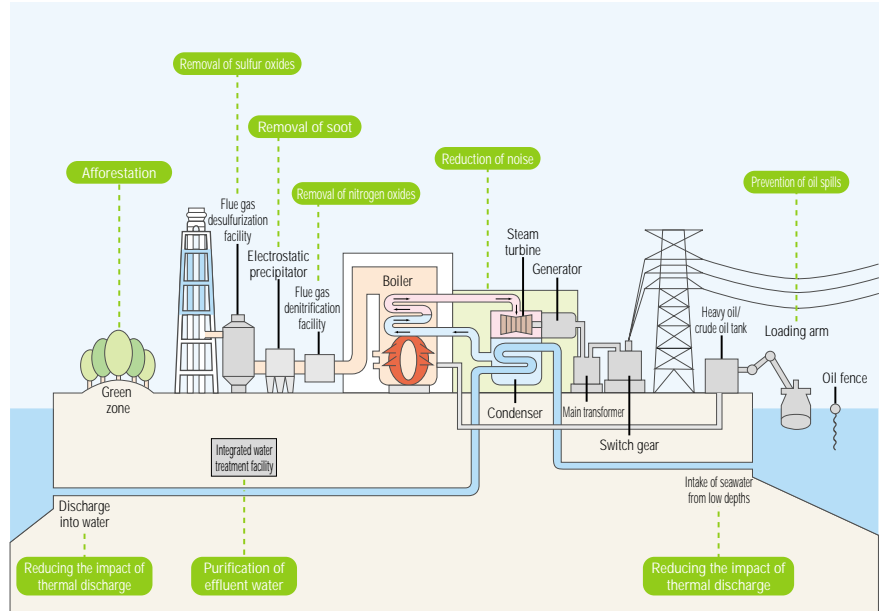 Removal of sulfur oxides
Removal of soot
Reduction of noise
Afforestation
Removal of nitrogen oxides
Prevention of oil spills
Flue gas
desulfurization
facility
Electrostatic
precipitator
Flue gas
denitrification
facility
Boiler
Steam
turbine
Generator
Heavy oil/
crude oil tank
Loading arm
Oil fence
Green
zone
Condenser
Main transformer
Switch gear
Integrated water
treatment facility
Intake of seawater
from low depths
Discharge
into water
Reducing the impact of
thermal discharge
Purification of
effluent water
Reducing the impact of
thermal discharge